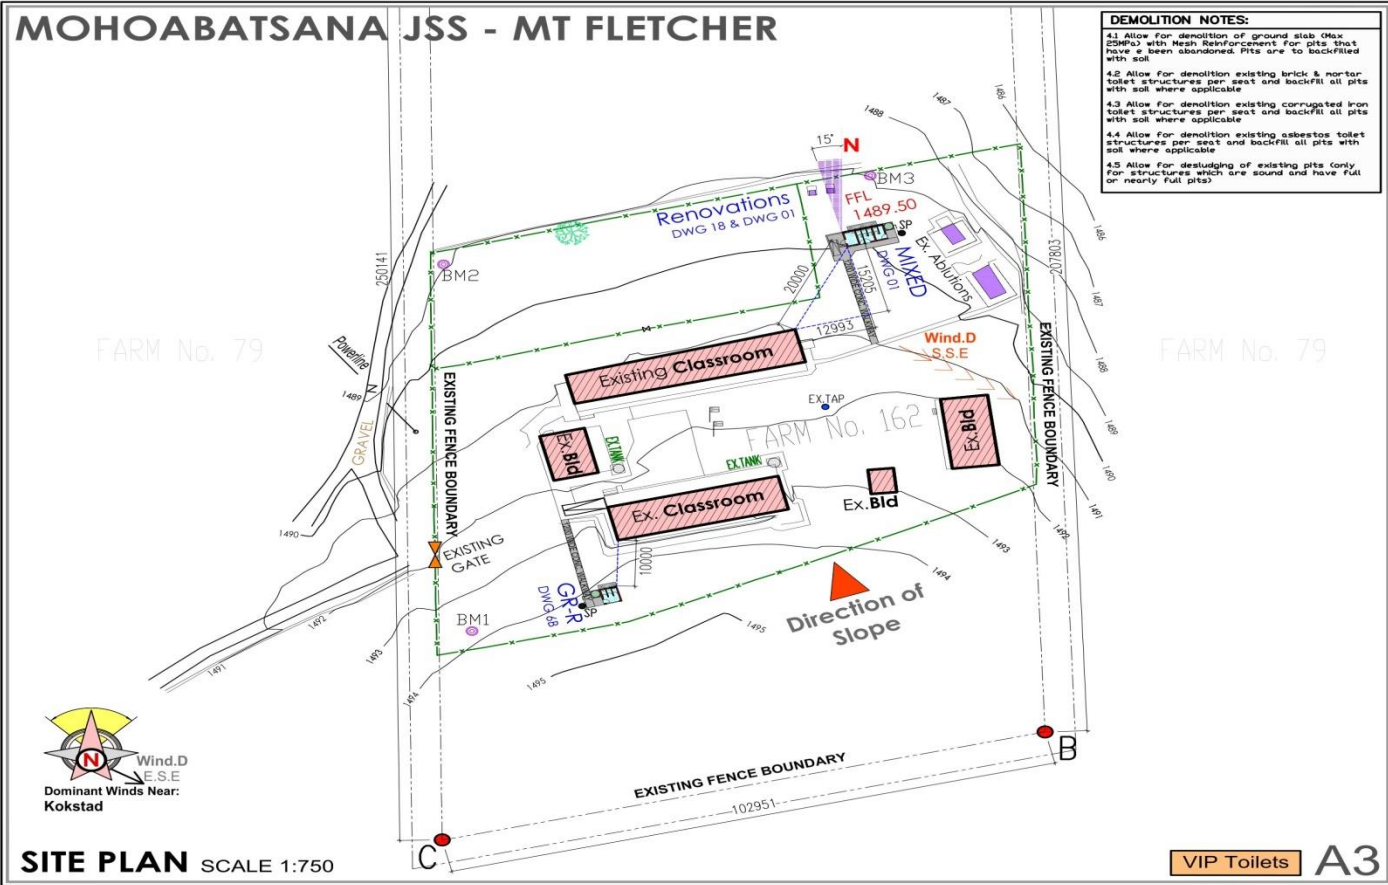 MOHOABATSANA JSS - MT FLETCHER
DEMOLITION NOTES:
4.1 Allow for demolition of ground slab (Max
25MPa) with Mesh Reinforcement for pits that
have e been abandoned. Pits are to backfilled
with soil
4.2 Allow for demolition existing brick & mortar
toilet structures per seat and backfill all pits
with soil where applicable
4.3 Allow for demolition existing corrugated iron
toilet structures per seat and backfill all pits
with soil where applicable
4.4 Allow for demolition existing asbestos toilet
structures per seat and backfill all pits with
soil where applicable
4.5 Allow for desludging of existing pits (only
for structures which are sound and have full
or nearly full pits)
1486
1487
1488
15°
N
BM3
FFL
1489.50
SP
Renovations
DWG 18 & DWG 01
MIXED
DWG 01
Ex. Ablutions
1486
207803
250141
BM2
20000
15205
12993
1487
FARM No. 79
Powerline
N
1489
GRAVEL
Wind.D
S.S.E
EXISTING FENCE BOUNDARY
FARM No. 79
1488
Existing Classroom
EXISTING FENCE BOUNDARY
EX.TAP
FARM No. 162
Ex.Bld
1489
Ex.Bld
EX.TANK
EX.TANK
1490
Ex. Classroom
Ex.Bld
1491
1492
1490
1493
EXISTING
GATE
10000
1494
GR-R
DWG 6B
SP
Direction of
Slope
BM1
1492
1493
1495
1491
1494
1495
N
Wind.D
E.S.E
Dominant Winds Near:
Kokstad
B
EXISTING FENCE BOUNDARY
102951
C
SITE PLAN SCALE 1:750
VIP Toilets
A3